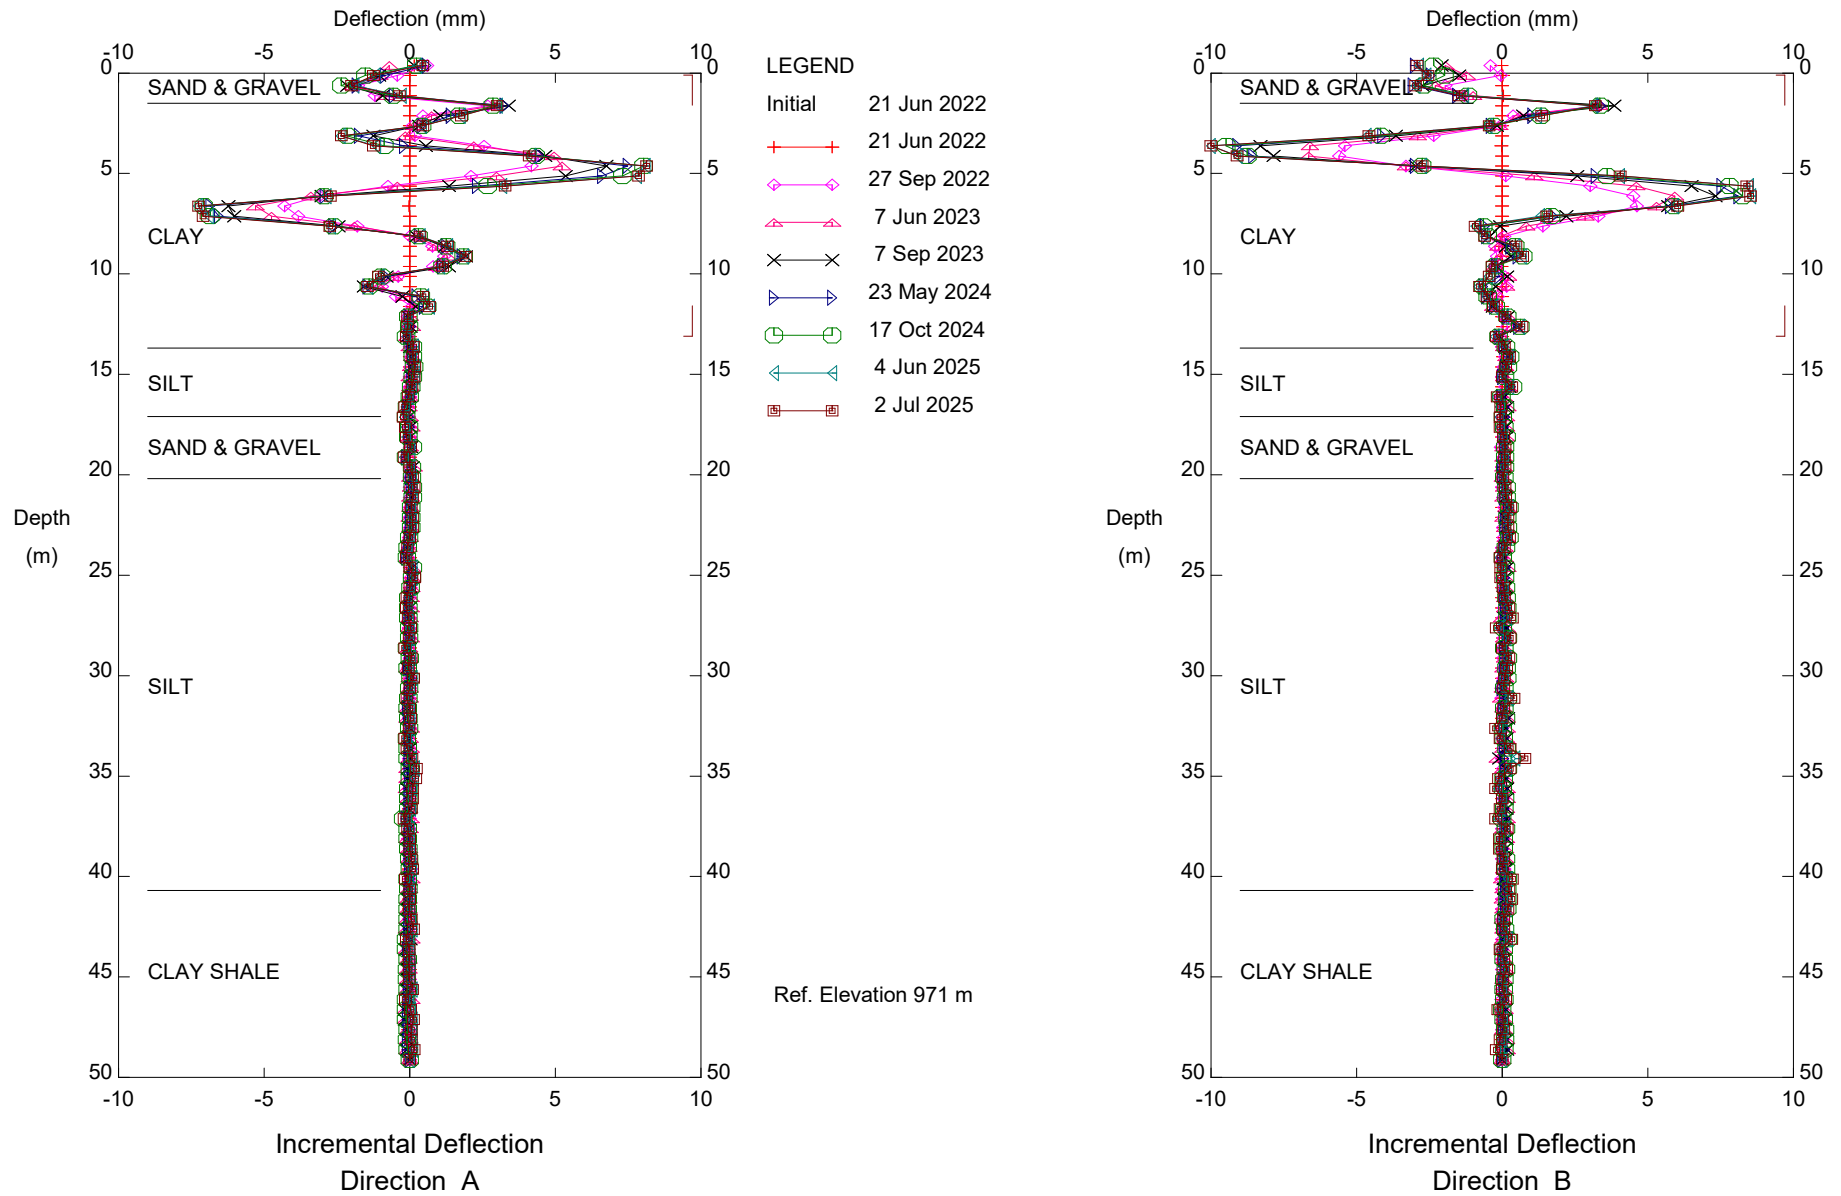 Deflection (mm)
-10 -5 0 5 10
0 0
SAND & GRAVEL
5 5
CLAY
10 10
15 15
SILT
SAND & GRAVEL
20 20
Depth
(m)
25 25
30 30
SILT
35 35
40 40
CLAY SHALE
45 45
50 50
-10 -5 0 5 10
Incremental Deflection
Direction A
LEGEND
Initial 21 Jun 2022
21 Jun 2022
27 Sep 2022
7 Jun 2023
7 Sep 2023
23 May 2024
17 Oct 2024
4 Jun 2025
2 Jul 2025
Ref. Elevation 971 m
Deflection (mm)
-10 -5 0 5 10
0 0
SAND & GRAVEL
5 5
CLAY
10 10
15 15
SILT
SAND & GRAVEL
20 20
Depth
(m)
25 25
30 30
SILT
35 35
40 40
CLAY SHALE
45 45
50 50
-10 -5 0 5 10
Incremental Deflection
Direction B